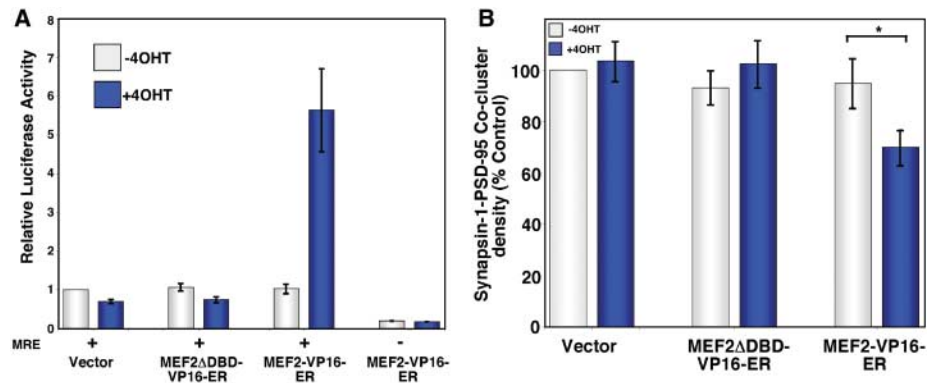 A
Relative Luciferase Activity
8
7
6
5
4
3
2
1
0
-4OHT
+4OHT
MRE + + + -
Vector MEF2ΔDBD- MEF2-VP16- MEF2-VP16-
VP16-ER ER ER
B
Synapsin-1-PSD-95 Co-cluster
density (% Control)
100
80
60
40
20
0
-4OHT
+4OHT
*
Vector MEF2ΔDBD- MEF2-VP16-
VP16-ER ER